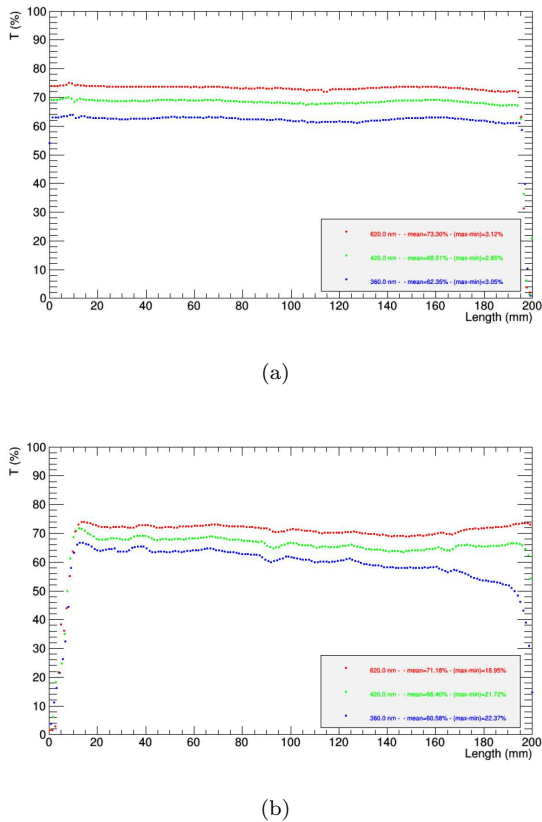 T (%)
100
90
80
70
60
50
40
30
20
10
0
620.0 nm - - mean=73.30% - (max-min)=3.12%
420.0 nm - - mean=68.51% - (max-min)=2.85%
360.0 nm - - mean=62.35% - (max-min)=3.05%
0 20 40 60 80 100 120 140 160 180 200
Length (mm)
(a)
T (%)
100
90
80
70
60
50
40
30
20
10
0
620.0 nm - - mean=71.18% - (max-min)=18.95%
420.0 nm - - mean=66.40% - (max-min)=21.72%
360.0 nm - - mean=60.58% - (max-min)=22.37%
0 20 40 60 80 100 120 140 160 180 200
Length (mm)
(b)